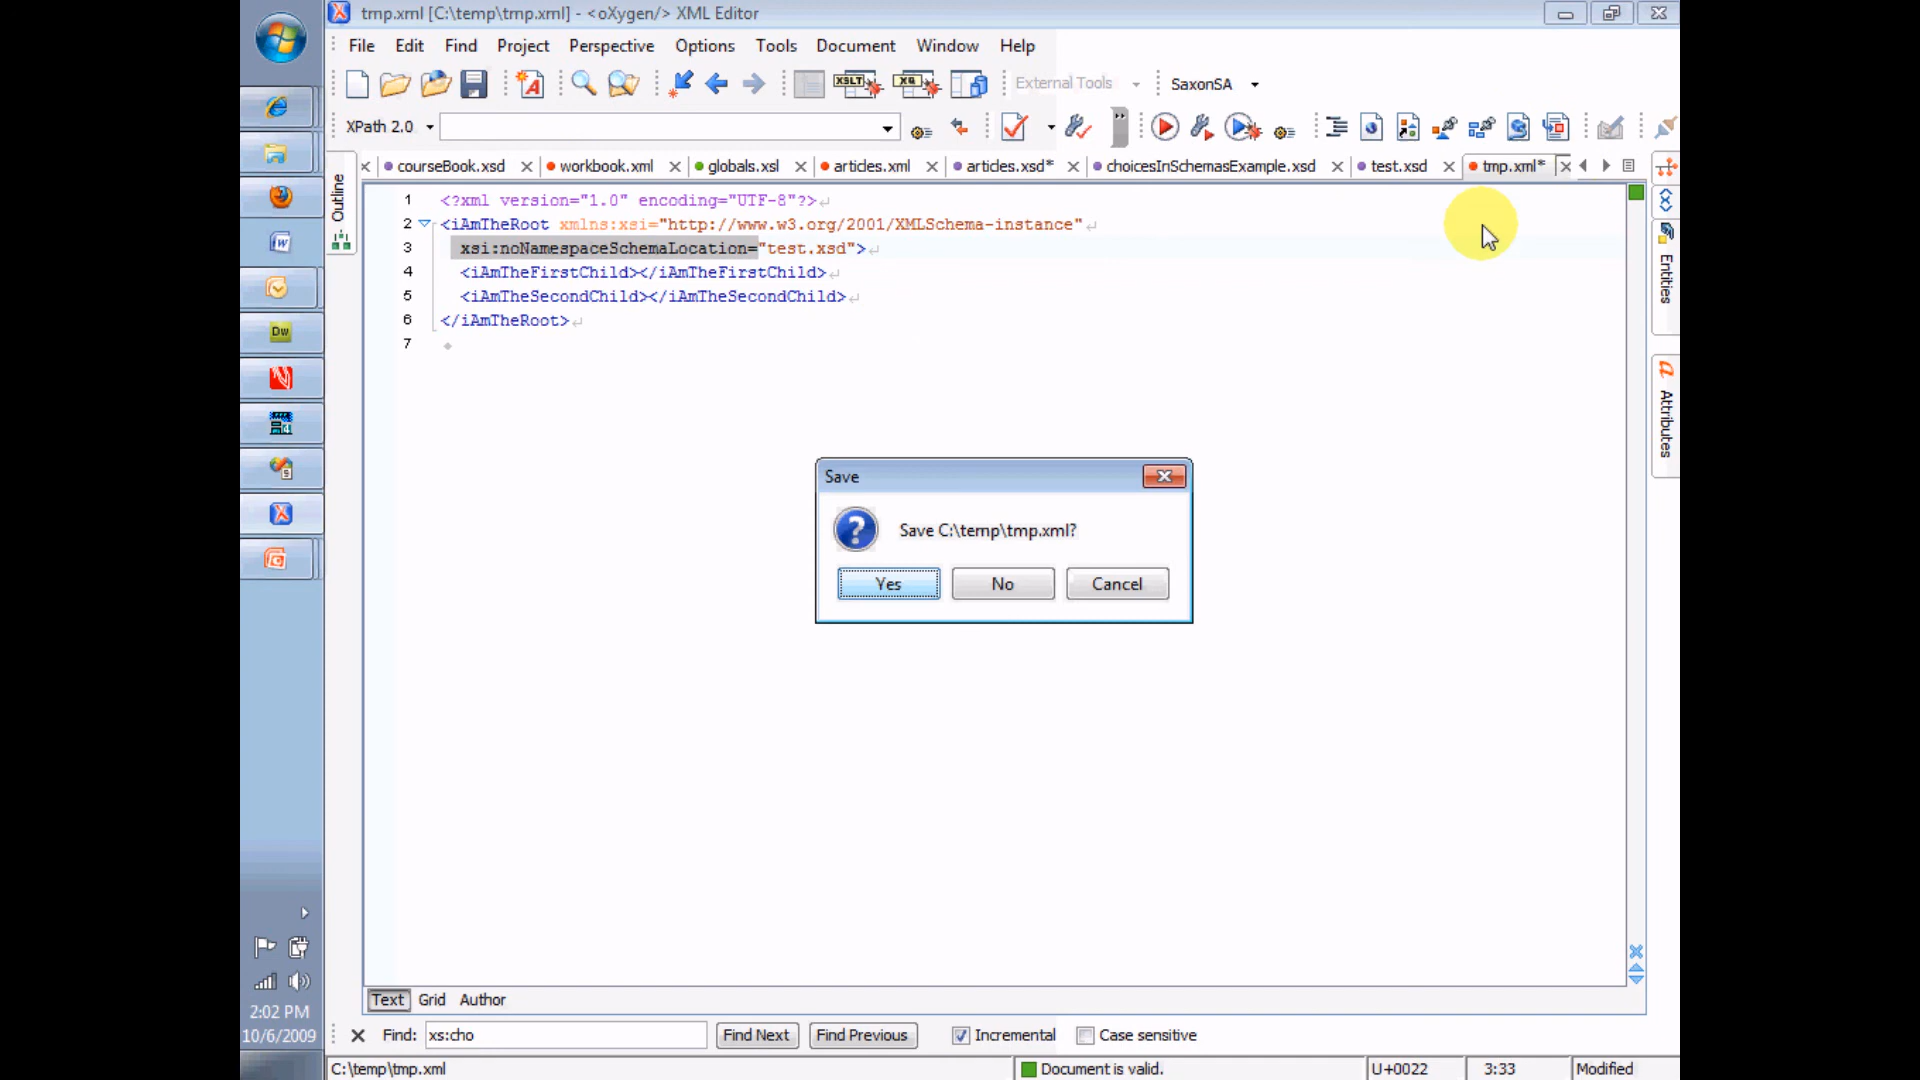 tmp.xml [C:\temp\tmp.xml] - <oXygen/> XML Editor
File Edit Find Project Perspective Options Tools Document Window Help
XSLT XQ External Tools SaxonSA
XPath 2.0
courseBook.xsd workbook.xml globals.xsl articles.xml articles.xsd* choicesInSchemasExample.xsd test.xsd tmp.xml*
Outline
1 <?xml version="1.0" encoding="UTF-8"?>
2 <iAmTheRoot xmlns:xsi="http://www.w3.org/2001/XMLSchema-instance"
3 xsi:noNamespaceSchemaLocation="test.xsd">
4 <iAmTheFirstChild></iAmTheFirstChild>
5 <iAmTheSecondChild></iAmTheSecondChild>
6 </iAmTheRoot>
7
Entities
Attributes
Dw
Save
Save C:\temp\tmp.xml?
Yes No Cancel
2:02 PM
10/6/2009
Text Grid Author
Find: xs:cho Find Next Find Previous Incremental Case sensitive
C:\temp\tmp.xml Document is valid. U+0022 3:33 Modified